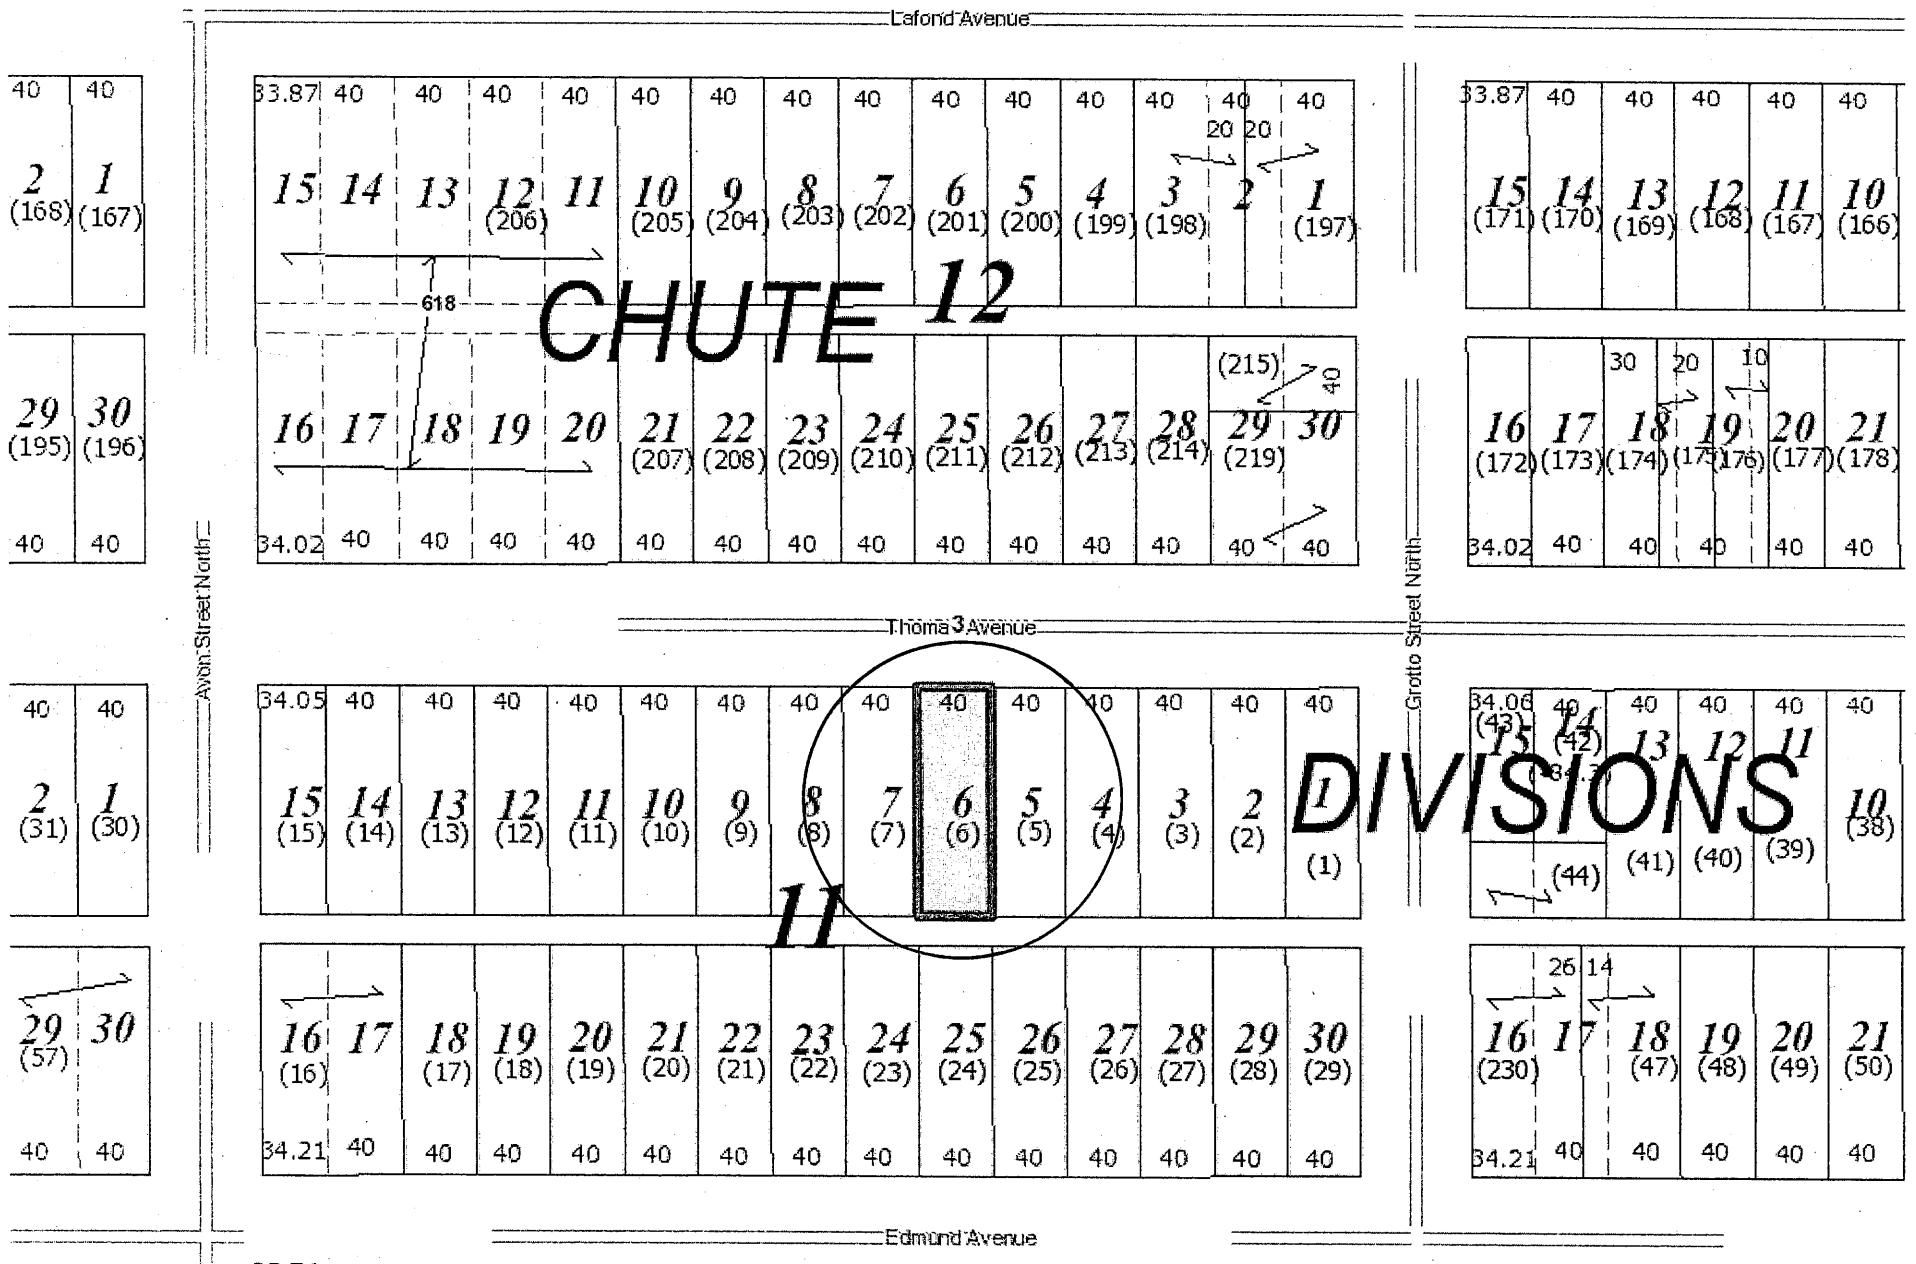 Lafond Avenue
40 40 33.87 40 40 40 40 40 40 40 40 40 40 40 40 40 40 33.87 40 40 40 40 40
20 20
2 1 15 14 13 12 11 10 9 8 7 6 5 4 3 2 1 15 14 13 12 11 10
(168) (167) (206) (205) (204) (203) (202) (201) (200) (199) (198) (197) (171) (170) (169) (168) (167) (166)
618
CHUTE 12
(215) 40 30 20 10
29 30 16 17 18 19 20 21 22 23 24 25 26 27 28 29 30 16 17 18 19 20 21
(195) (196) (207) (208) (209) (210) (211) (212) (213) (214) (219) (172) (173) (174) (175) (176) (177) (178)
40 40 34.02 40 40 40 40 40 40 40 40 40 40 40 40 40 40 34.02 40 40 40 40 40
Avon Street North
Thoma 3 Avenue
Grotto Street North
40 40 34.05 40 40 40 40 40 40 40 40 40 40 40 40 40 40 34.06 40 40 40 40 40
(43) 14
15 (42) 13 12 11
2 1 15 14 13 12 11 10 9 8 7 6 5 4 3 2 1 10
(31) (30) (15) (14) (13) (12) (11) (10) (9) (8) (7) (6) (5) (4) (3) (2) (38)
DIVISIONS
(1) (44) (41) (40) (39)
11
26 14
29 30 16 17 18 19 20 21 22 23 24 25 26 27 28 29 30 16 17 18 19 20 21
(57) (16) (17) (18) (19) (20) (21) (22) (23) (24) (25) (26) (27) (28) (29) (230) (47) (48) (49) (50)
40 40 34.21 40 40 40 40 40 40 40 40 40 40 40 40 40 40 34.21 40 40 40 40 40
Edmund Avenue